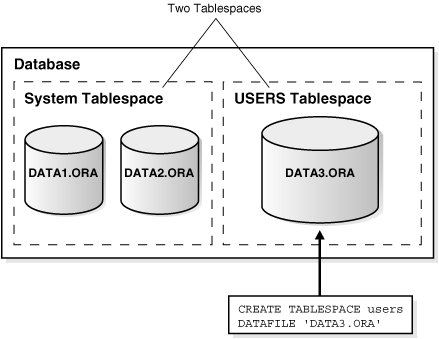 Two Tablespaces
Database
System Tablespace
USERS Tablespace
DATA1.ORA
DATA2.ORA
DATA3.ORA
CREATE TABLESPACE users
DATAFILE 'DATA3.ORA'